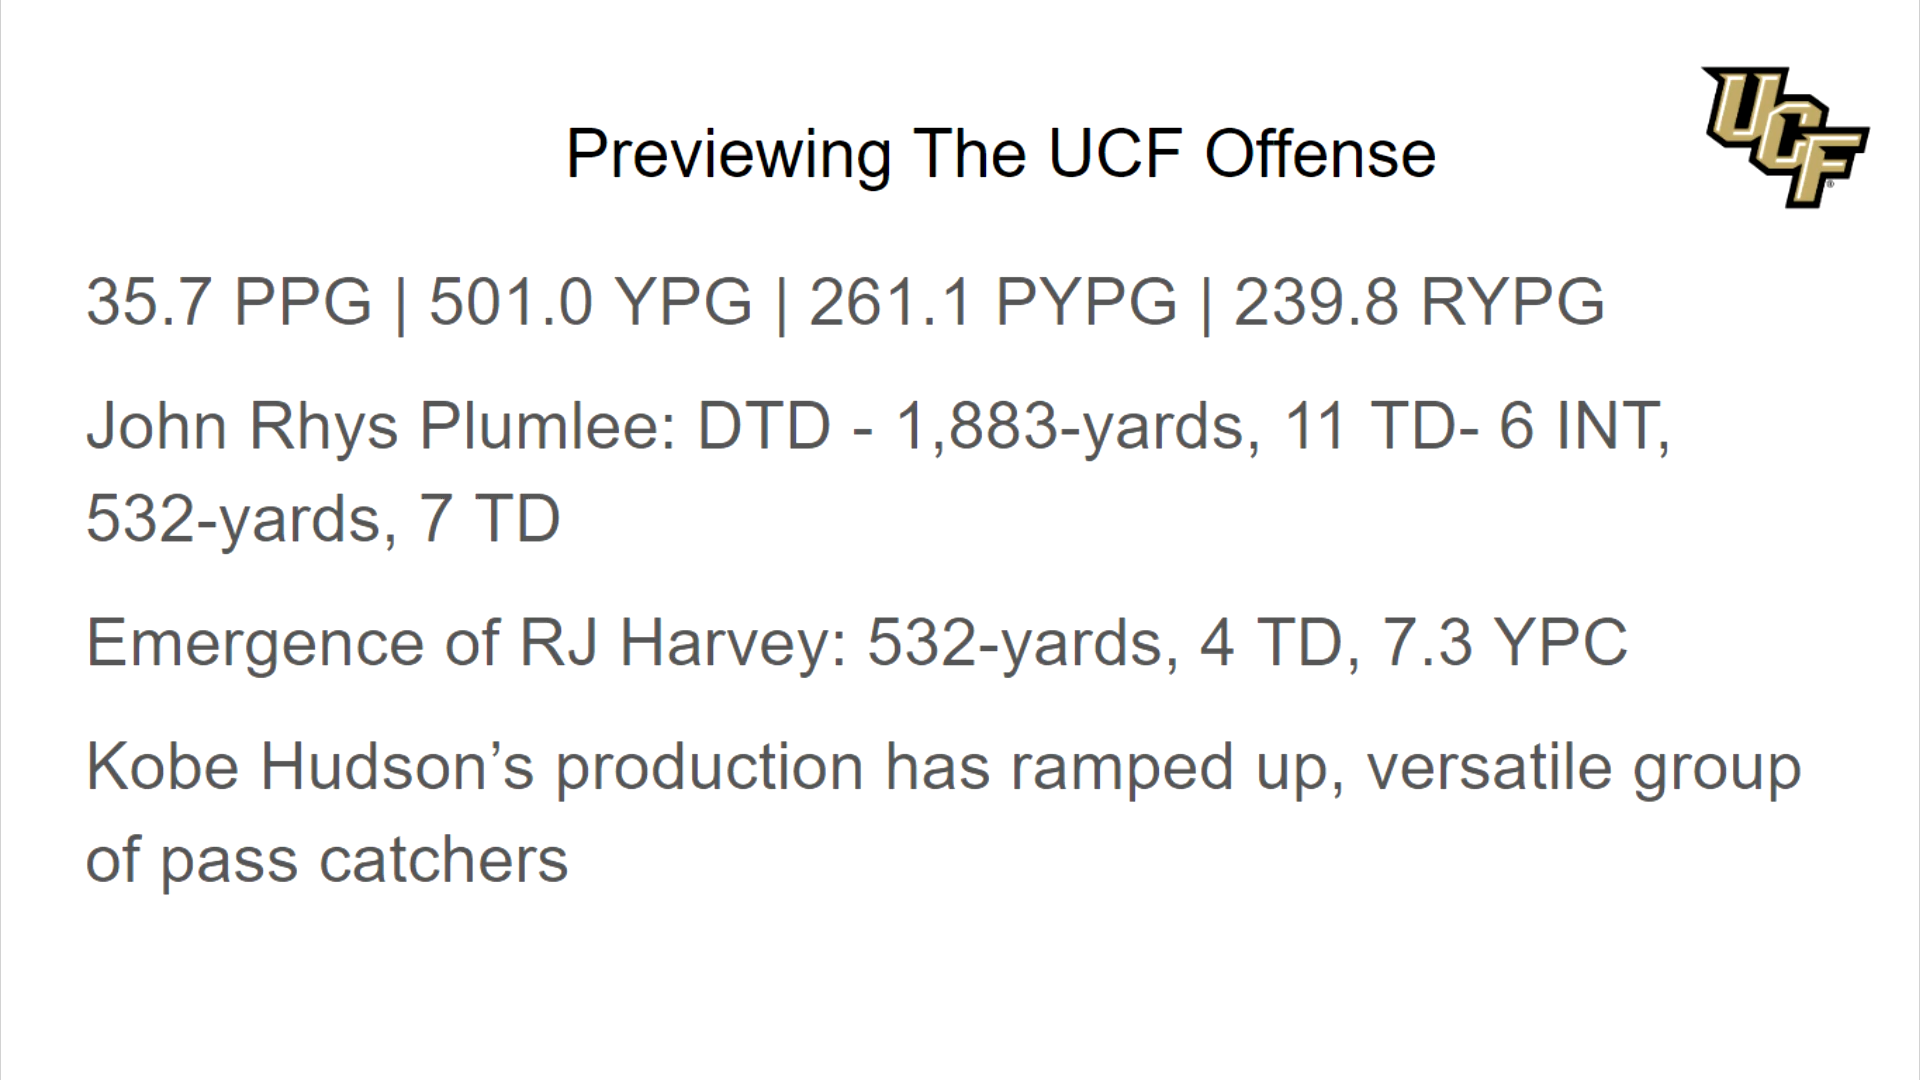 UCF
Previewing The UCF Offense
35.7 PPG | 501.0 YPG | 261.1 PYPG | 239.8 RYPG
John Rhys Plumlee: DTD - 1,883-yards, 11 TD- 6 INT,
532-yards, 7 TD
Emergence of RJ Harvey: 532-yards, 4 TD, 7.3 YPC
Kobe Hudson’s production has ramped up, versatile group
of pass catchers